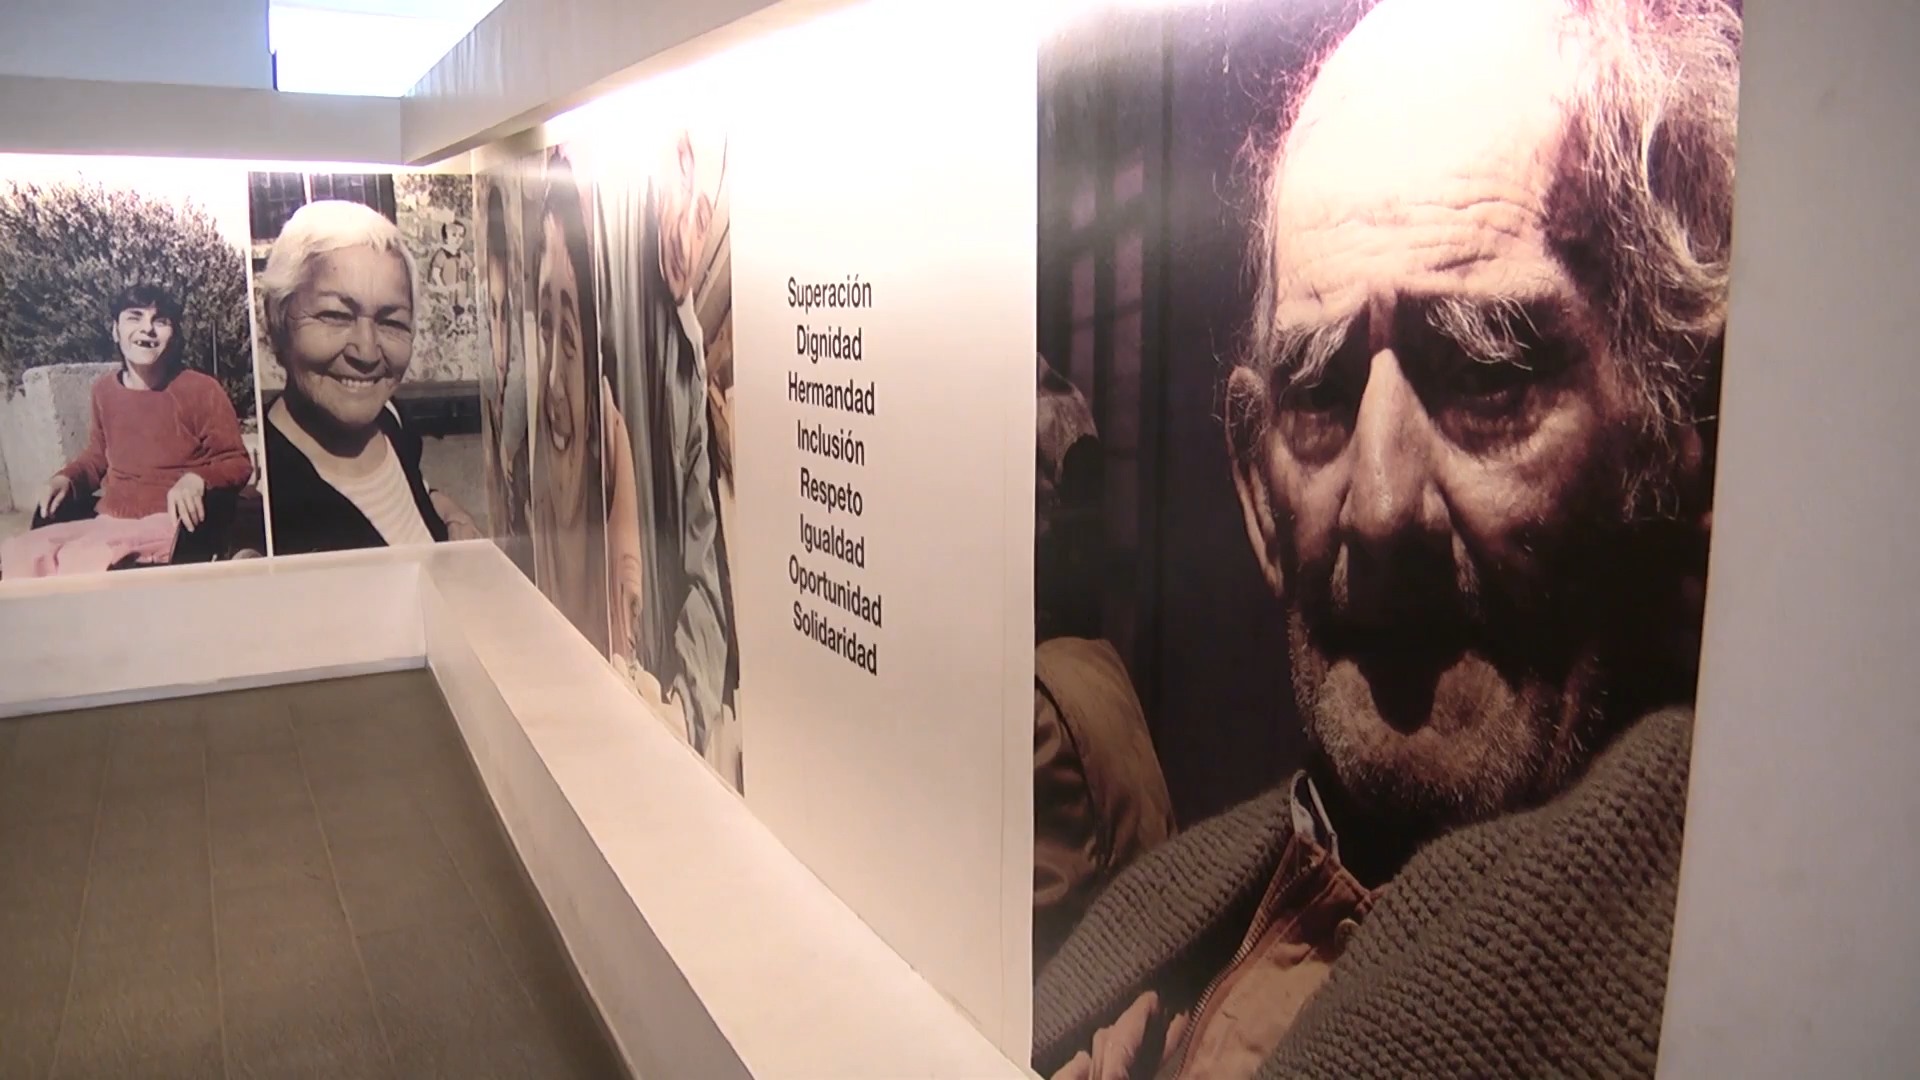 Superación
Dignidad
Hermandad
Inclusión
Respeto
Igualdad
Oportunidad
Solidaridad